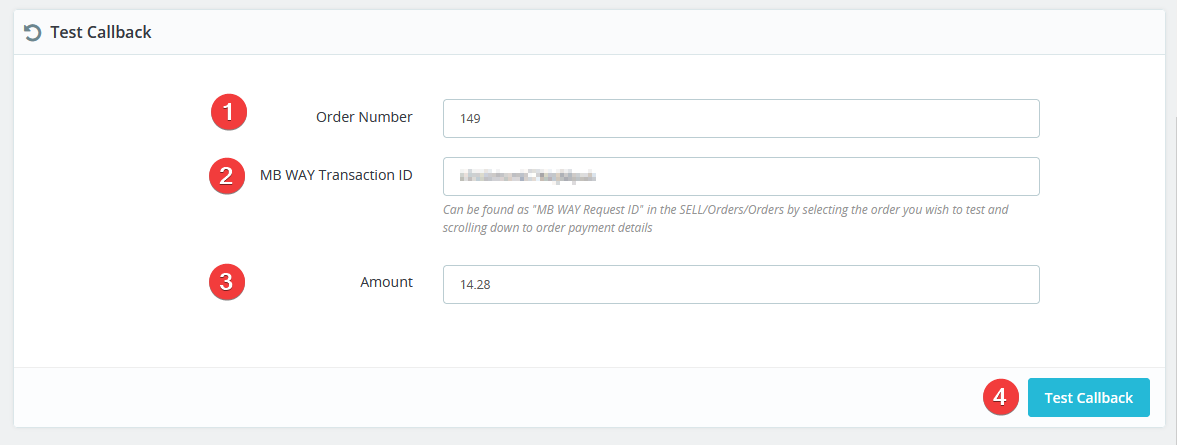 Test Callback
1 Order Number 149
2 MB WAY Transaction ID
Can be found as "MB WAY Request ID" in the SELL/Orders/Orders by selecting the order you wish to test and
scrolling down to order payment details
3 Amount 14.28
4 Test Callback